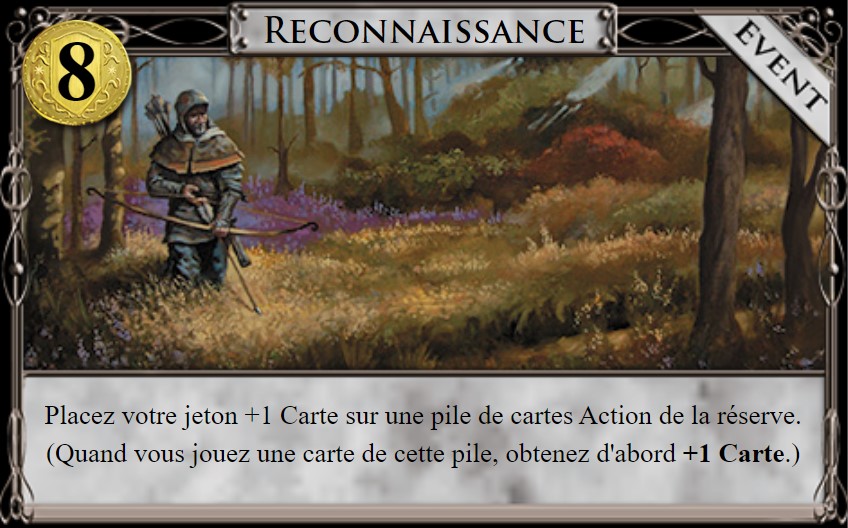 8
RECONNAISSANCE
EVENT
Placez votre jeton +1 Carte sur une pile de cartes Action de la réserve.
(Quand vous jouez une carte de cette pile, obtenez d'abord +1 Carte.)